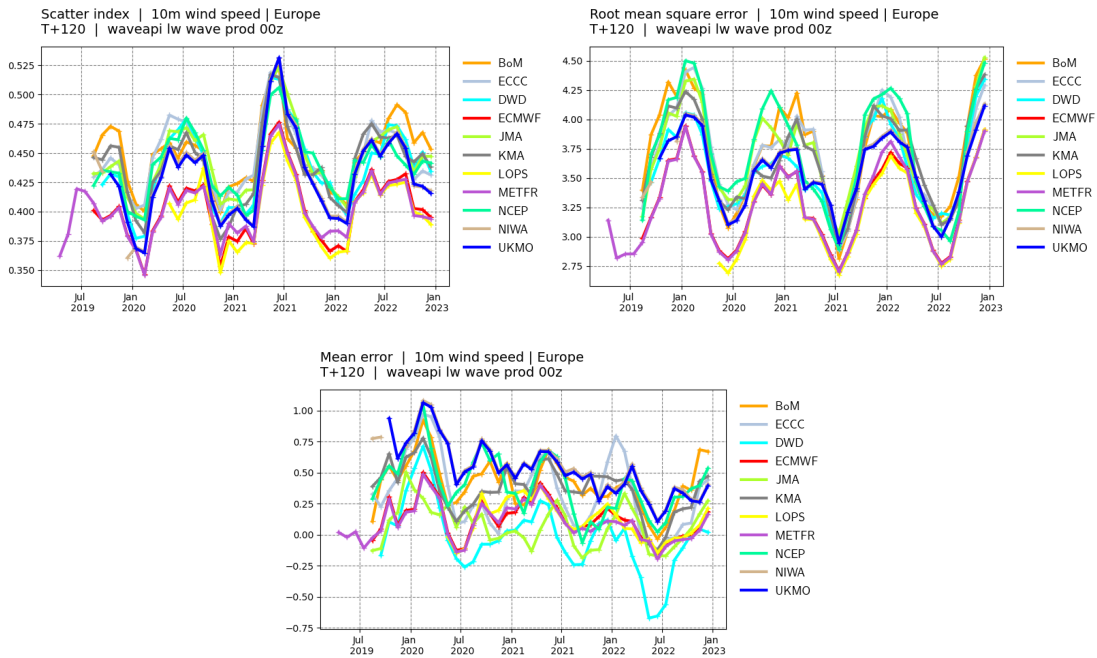 Scatter index | 10m wind speed | Europe
T+120 | waveapi lw wave prod 00z
0.525
0.500
0.475
0.450
0.425
0.400
0.375
0.350
Jul
2019
Jan
2020
Jul
2020
Jan
2021
Jul
2021
Jan
2022
Jul
2022
Jan
2023
BoM
ECCC
DWD
ECMWF
JMA
KMA
LOPS
METFR
NCEP
NIWA
UKMO
Root mean square error | 10m wind speed | Europe
T+120 | waveapi lw wave prod 00z
4.50
4.25
4.00
3.75
3.50
3.25
3.00
2.75
Jul
2019
Jan
2020
Jul
2020
Jan
2021
Jul
2021
Jan
2022
Jul
2022
Jan
2023
BoM
ECCC
DWD
ECMWF
JMA
KMA
LOPS
METFR
NCEP
NIWA
UKMO
Mean error | 10m wind speed | Europe
T+120 | waveapi lw wave prod 00z
1.00
0.75
0.50
0.25
0.00
−0.25
−0.50
−0.75
Jul
2019
Jan
2020
Jul
2020
Jan
2021
Jul
2021
Jan
2022
Jul
2022
Jan
2023
BoM
ECCC
DWD
ECMWF
JMA
KMA
LOPS
METFR
NCEP
NIWA
UKMO